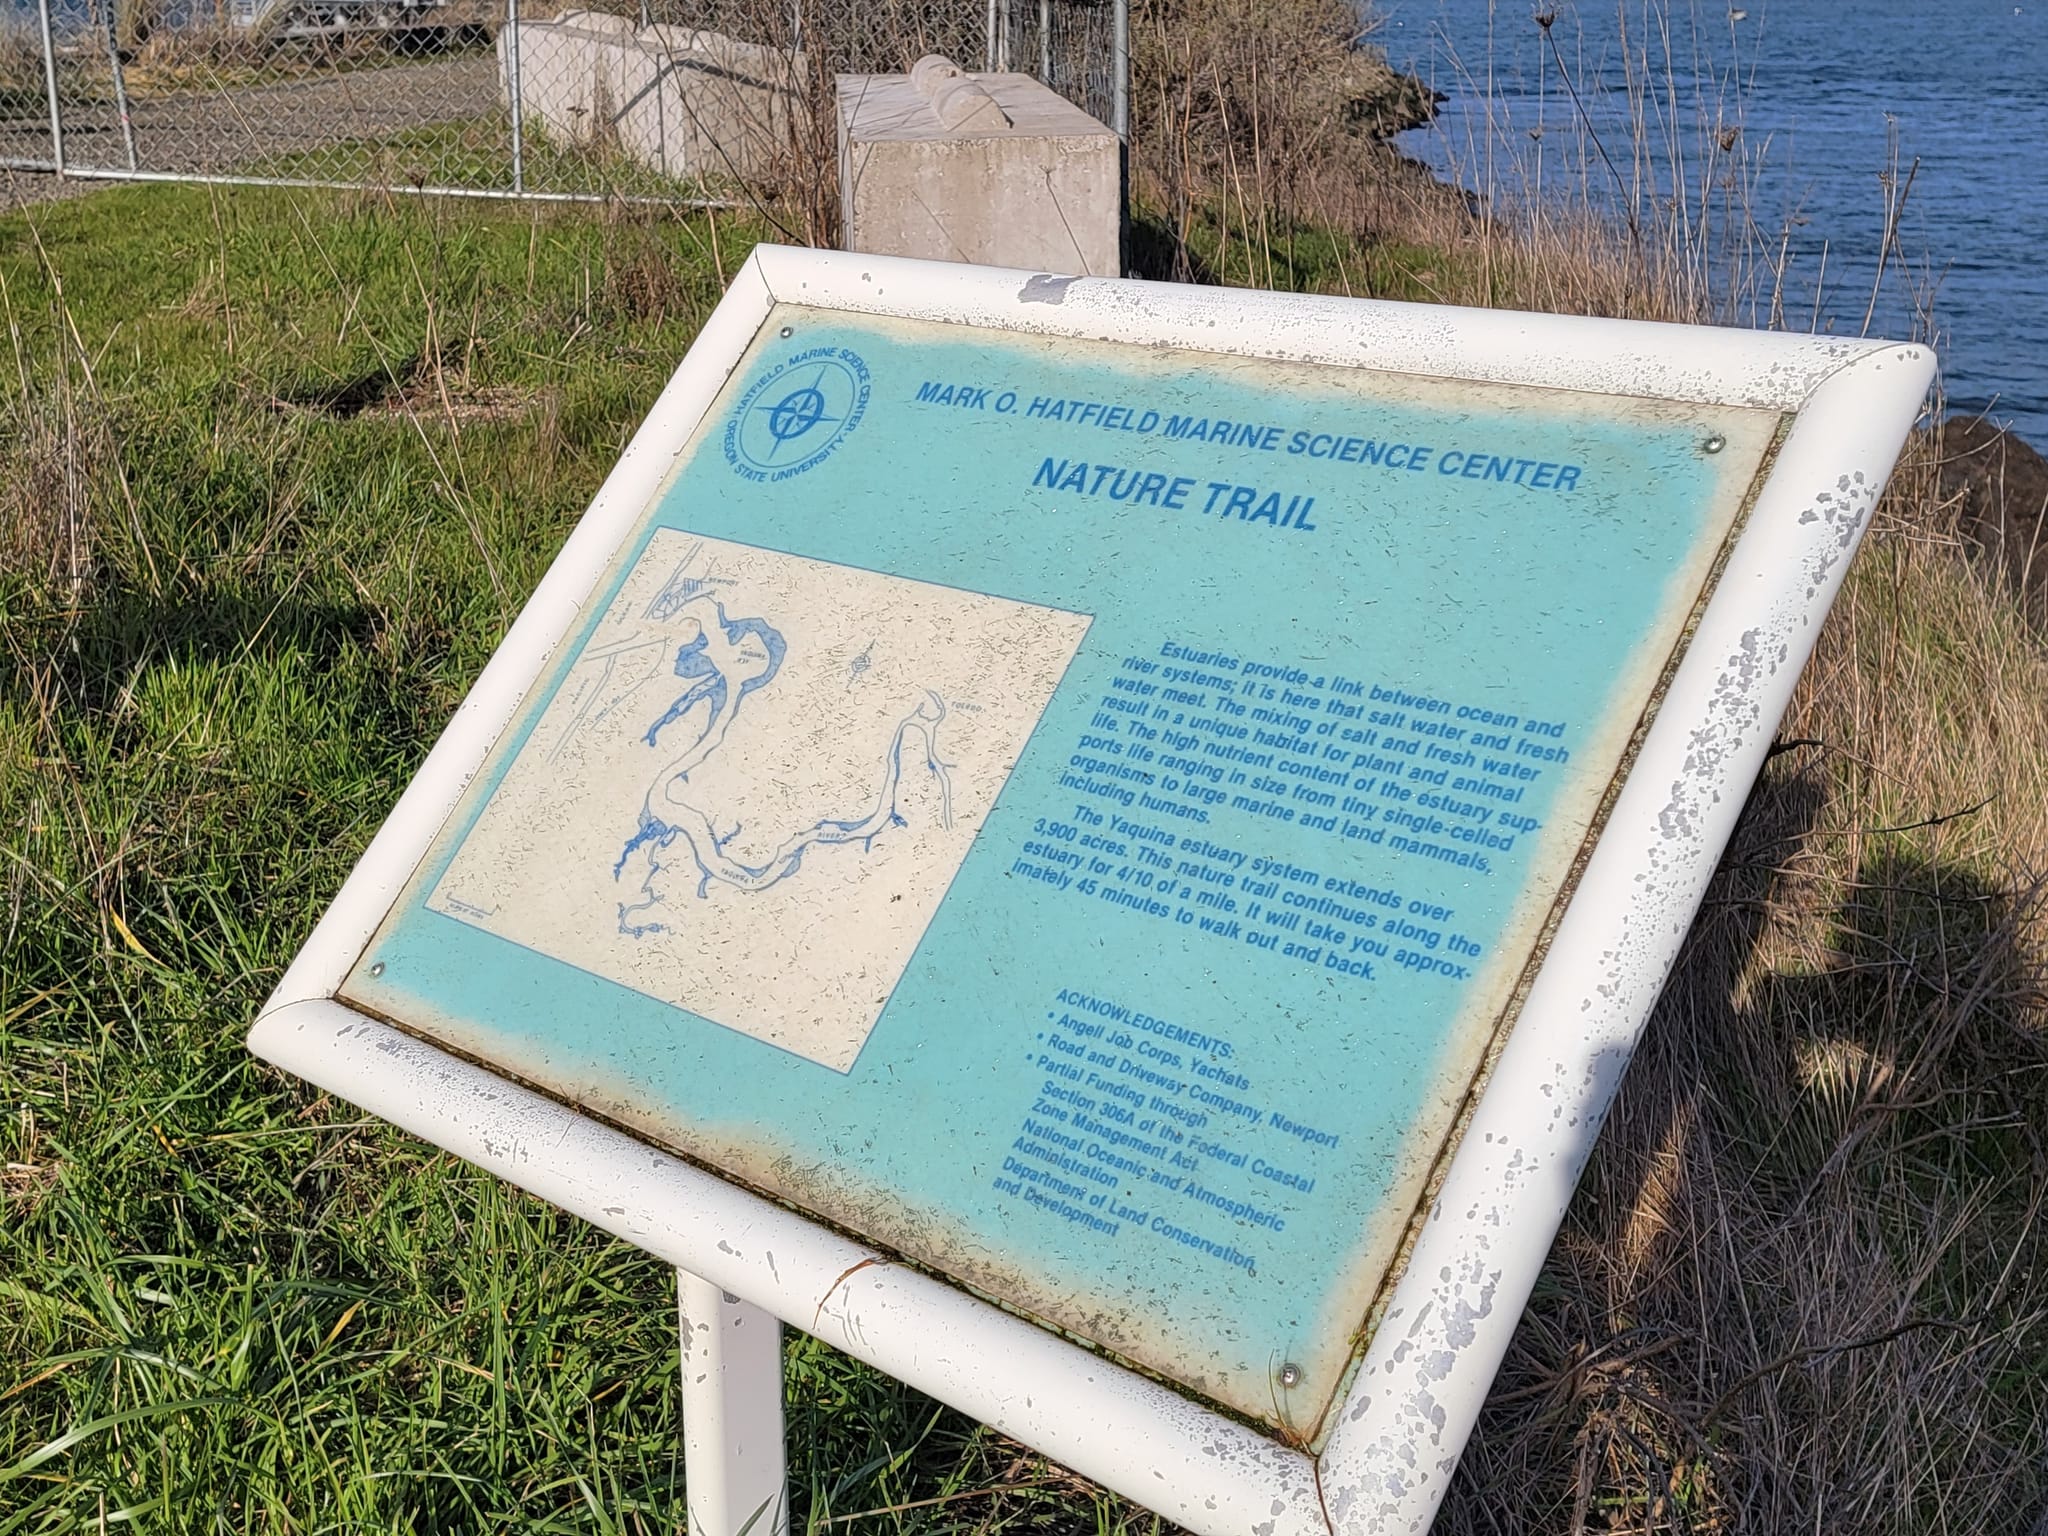 HATFIELD MARINE SCIENCE CENTER
OREGON STATE UNIVERSITY
MARK O. HATFIELD MARINE SCIENCE CENTER
NATURE TRAIL
NEWPORT
TOLEDO
Estuaries provide a link between ocean and
river systems; it is here that salt water and fresh
water meet. The mixing of salt and fresh water
result in a unique habitat for plant and animal
life. The high nutrient content of the estuary sup-
ports life ranging in size from tiny single-celled
organisms to large marine and land mammals,
including humans.
The Yaquina estuary system extends over
3,900 acres. This nature trail continues along the
estuary for 4/10 of a mile. It will take you approx-
imately 45 minutes to walk out and back.
ACKNOWLEDGEMENTS:
• Angell Job Corps, Yachats
• Road and Driveway Company, Newport
• Partial Funding through
Section 306A of the Federal Coastal
Zone Management Act
National Oceanic and Atmospheric
Administration
Department of Land Conservation
and Development